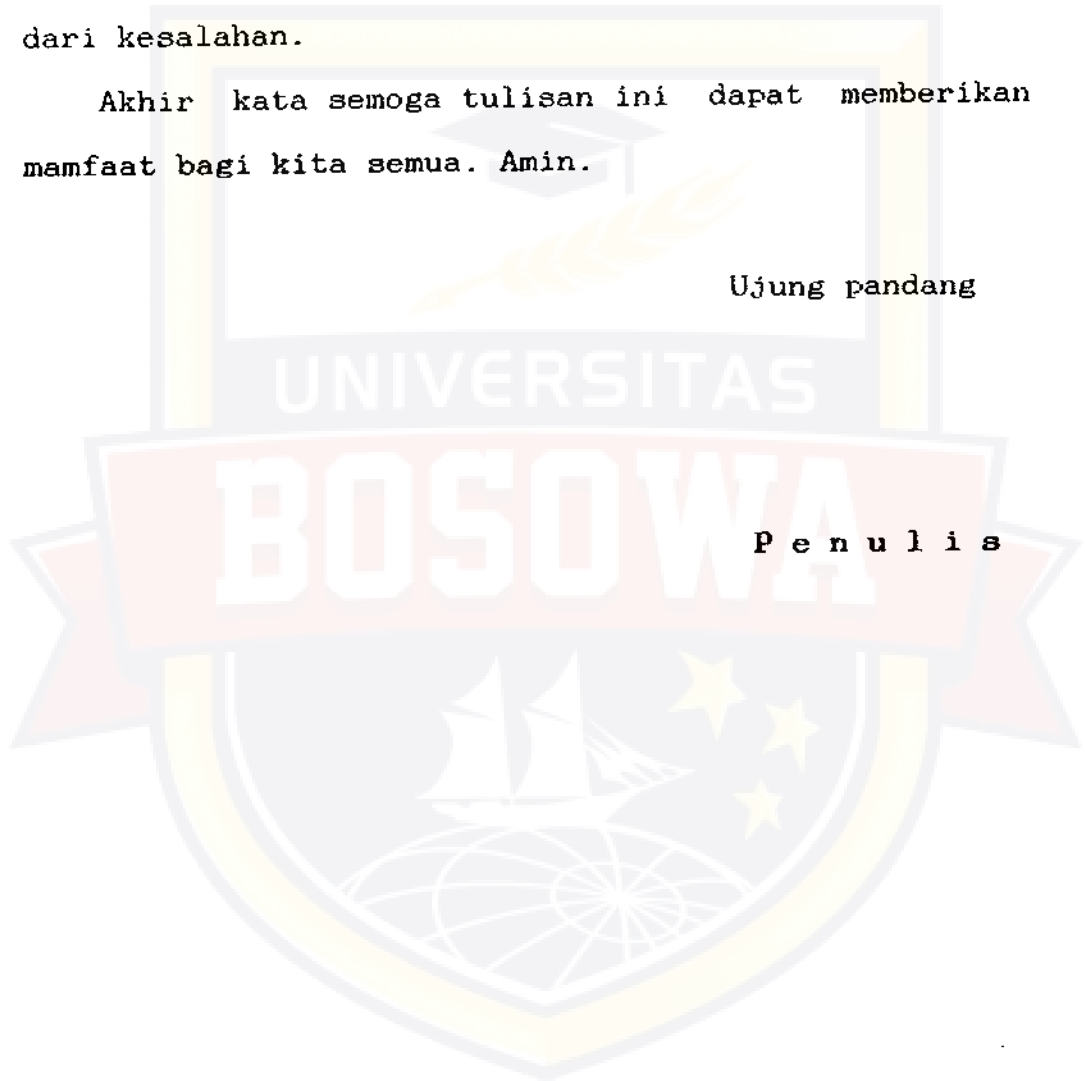 dari kesalahan.
Akhir kata semoga tulisan ini dapat memberikan
mamfaat bagi kita semua. Amin.
Ujung pandang
UNIVERSITAS
BOSOWA
P e n u l i s